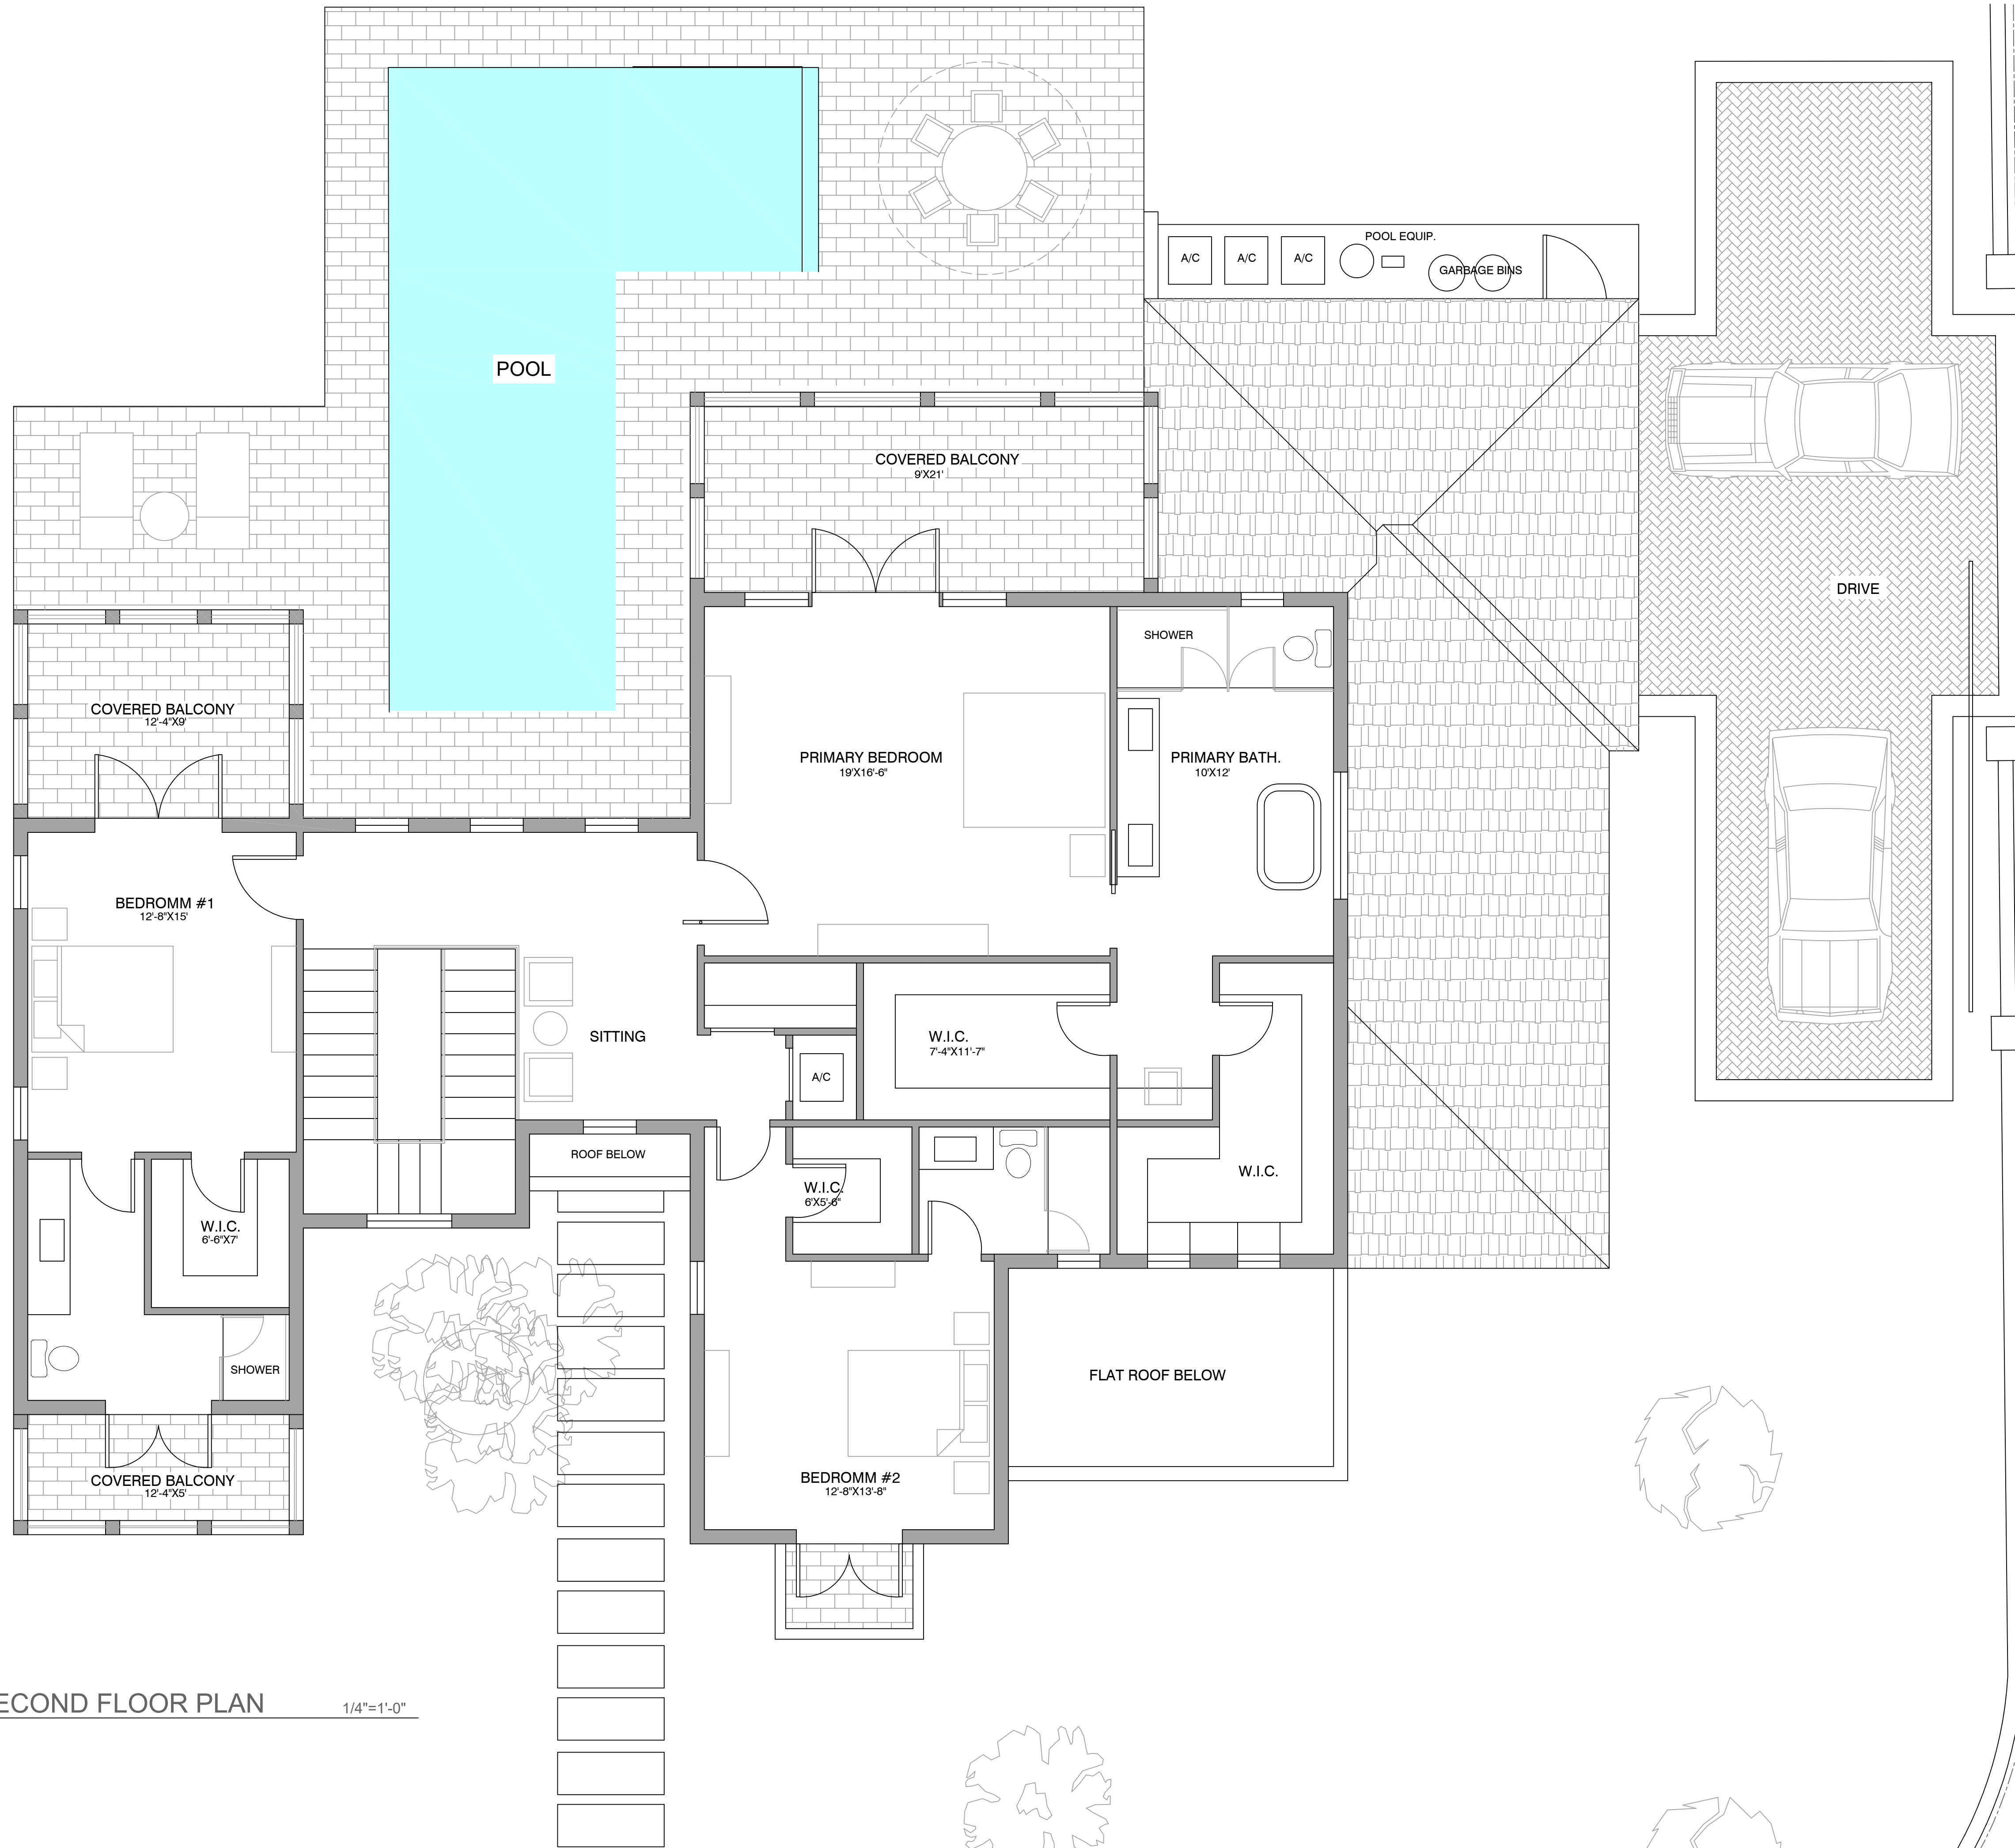 POOL EQUIP.
A/C
A/C
A/C
GARBAGE BINS
POOL
COVERED BALCONY
9'X21'
DRIVE
SHOWER
COVERED BALCONY
12'-4"X9'
PRIMARY BEDROOM
19'X16'-6"
PRIMARY BATH.
10'X12'
BEDROMM #1
12'-8"X15'
SITTING
W.I.C.
7'-4"X11'-7"
A/C
ROOF BELOW
W.I.C.
W.I.C.
6'X5'-6"
W.I.C.
6'-6"X7'
SHOWER
FLAT ROOF BELOW
COVERED BALCONY
12'-4"X5'
BEDROMM #2
12'-8"X13'-8"
ECOND FLOOR PLAN 1/4"=1'-0"